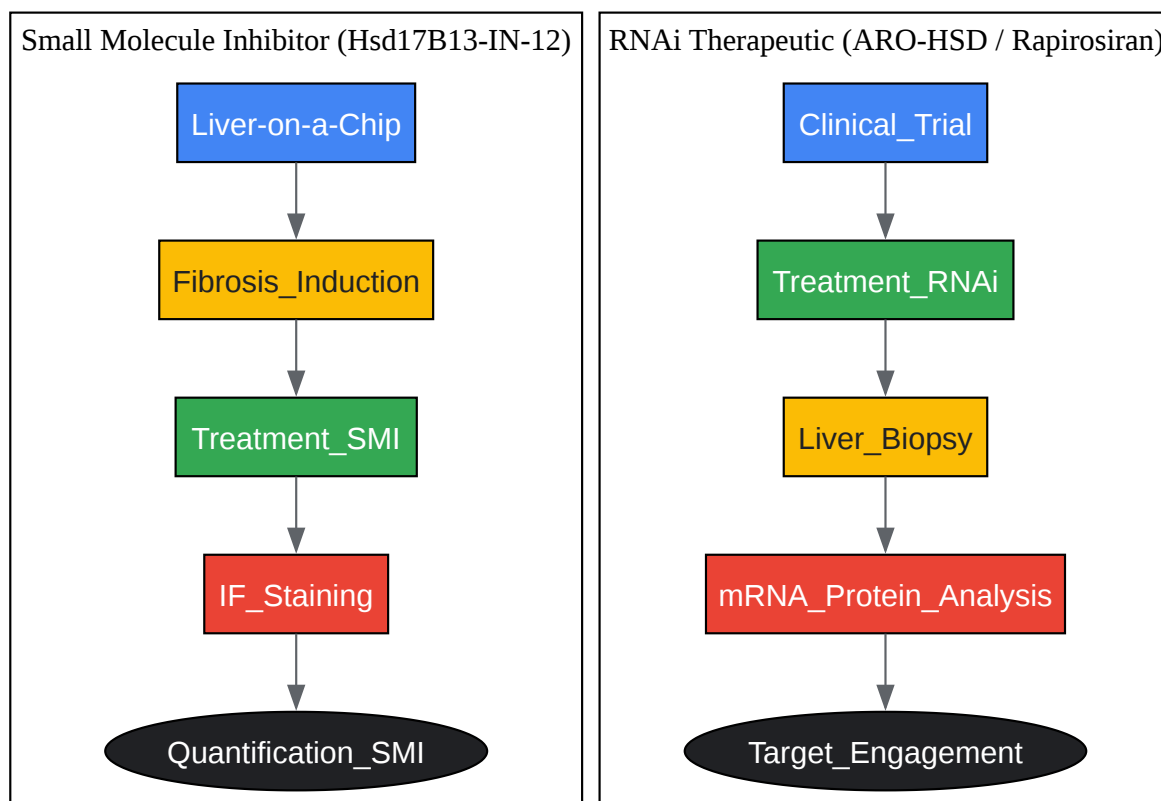 Small Molecule Inhibitor (Hsd17B13-IN-12)
Liver-on-a-Chip
Fibrosis_Induction
Treatment_SMI
IF_Staining
Quantification_SMI
RNAi Therapeutic (ARO-HSD / Rapirosiran)
Clinical_Trial
Treatment_RNAi
Liver_Biopsy
mRNA_Protein_Analysis
Target_Engagement